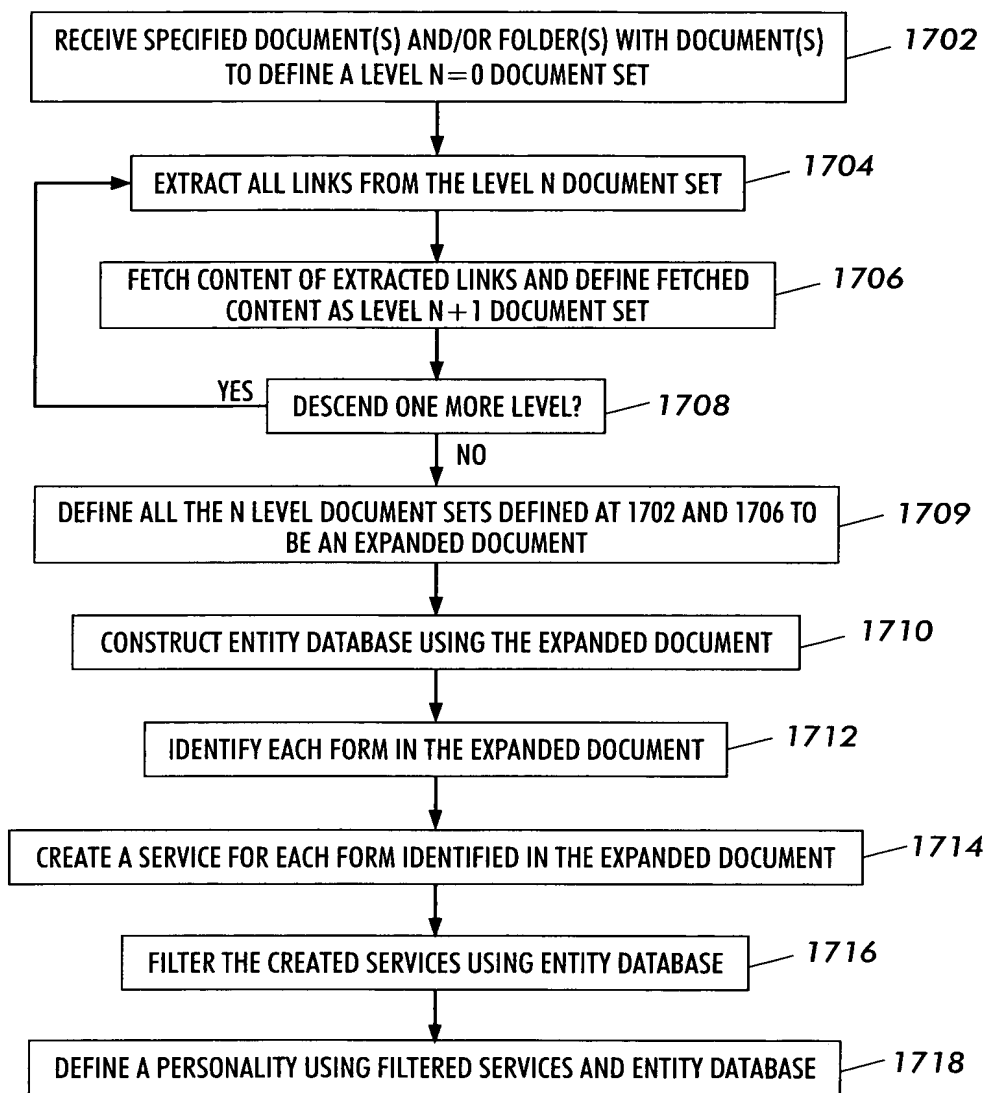 RECEIVE SPECIFIED DOCUMENT(S) AND/OR FOLDER(S) WITH DOCUMENT(S)
TO DEFINE A LEVEL N=0 DOCUMENT SET
1702
EXTRACT ALL LINKS FROM THE LEVEL N DOCUMENT SET
1704
FETCH CONTENT OF EXTRACTED LINKS AND DEFINE FETCHED
CONTENT AS LEVEL N+1 DOCUMENT SET
1706
YES
DESCEND ONE MORE LEVEL?
1708
NO
DEFINE ALL THE N LEVEL DOCUMENT SETS DEFINED AT 1702 AND 1706 TO
BE AN EXPANDED DOCUMENT
1709
CONSTRUCT ENTITY DATABASE USING THE EXPANDED DOCUMENT
1710
IDENTIFY EACH FORM IN THE EXPANDED DOCUMENT
1712
CREATE A SERVICE FOR EACH FORM IDENTIFIED IN THE EXPANDED DOCUMENT
1714
FILTER THE CREATED SERVICES USING ENTITY DATABASE
1716
DEFINE A PERSONALITY USING FILTERED SERVICES AND ENTITY DATABASE
1718